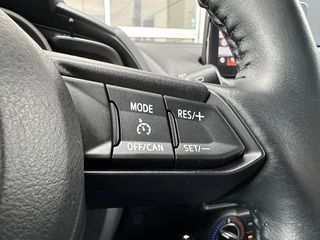 MODE
RES/+
OFF/CAN
SET/−